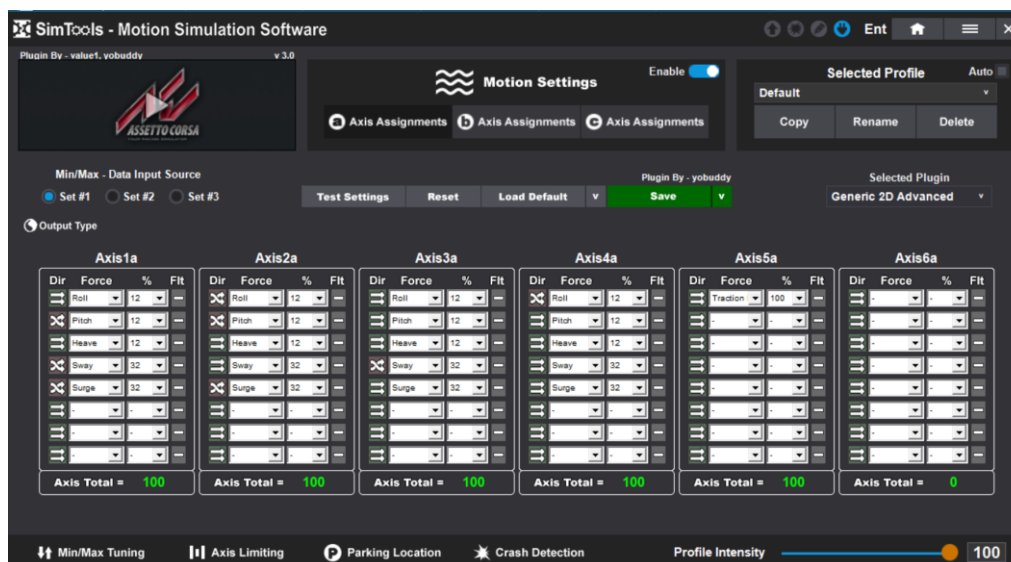 SimTools - Motion Simulation Software
Ent
Plugin By - value1, yobuddy
v 3.0
ASSETTO CORSA
Motion Settings
Enable
a Axis Assignments
b Axis Assignments
c Axis Assignments
Selected Profile
Auto
Default
Copy Rename Delete
Min/Max - Data Input Source
Set #1 Set #2 Set #3
Plugin By - yobuddy
Test Settings Reset Load Default v Save v
Selected Plugin
Generic 2D Advanced v
Output Type
Axis1a
Dir Force % Flt
Roll 12
Pitch 12
Heave 12
Sway 32
Surge 32
- -
- -
- -
Axis Total = 100
Axis2a
Dir Force % Flt
Roll 12
Pitch 12
Heave 12
Sway 32
Surge 32
- -
- -
- -
Axis Total = 100
Axis3a
Dir Force % Flt
Roll 12
Pitch 12
Heave 12
Sway 32
Surge 32
- -
- -
- -
Axis Total = 100
Axis4a
Dir Force % Flt
Roll 12
Pitch 12
Heave 12
Sway 32
Surge 32
- -
- -
- -
Axis Total = 100
Axis5a
Dir Force % Flt
Traction 100
- -
- -
- -
- -
- -
- -
- -
Axis Total = 100
Axis6a
Dir Force % Flt
- -
- -
- -
- -
- -
- -
- -
- -
Axis Total = 0
Min/Max Tuning
Axis Limiting
P Parking Location
Crash Detection
Profile Intensity
100